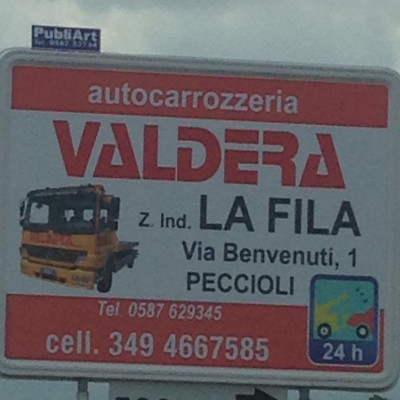 PubliArt
autocarrozzeria
VALDERA
Z. Ind. LA FILA
Via Benvenuti, 1
PECCIOLI
Tel. 0587 629345
cell. 349 4667585
24 h